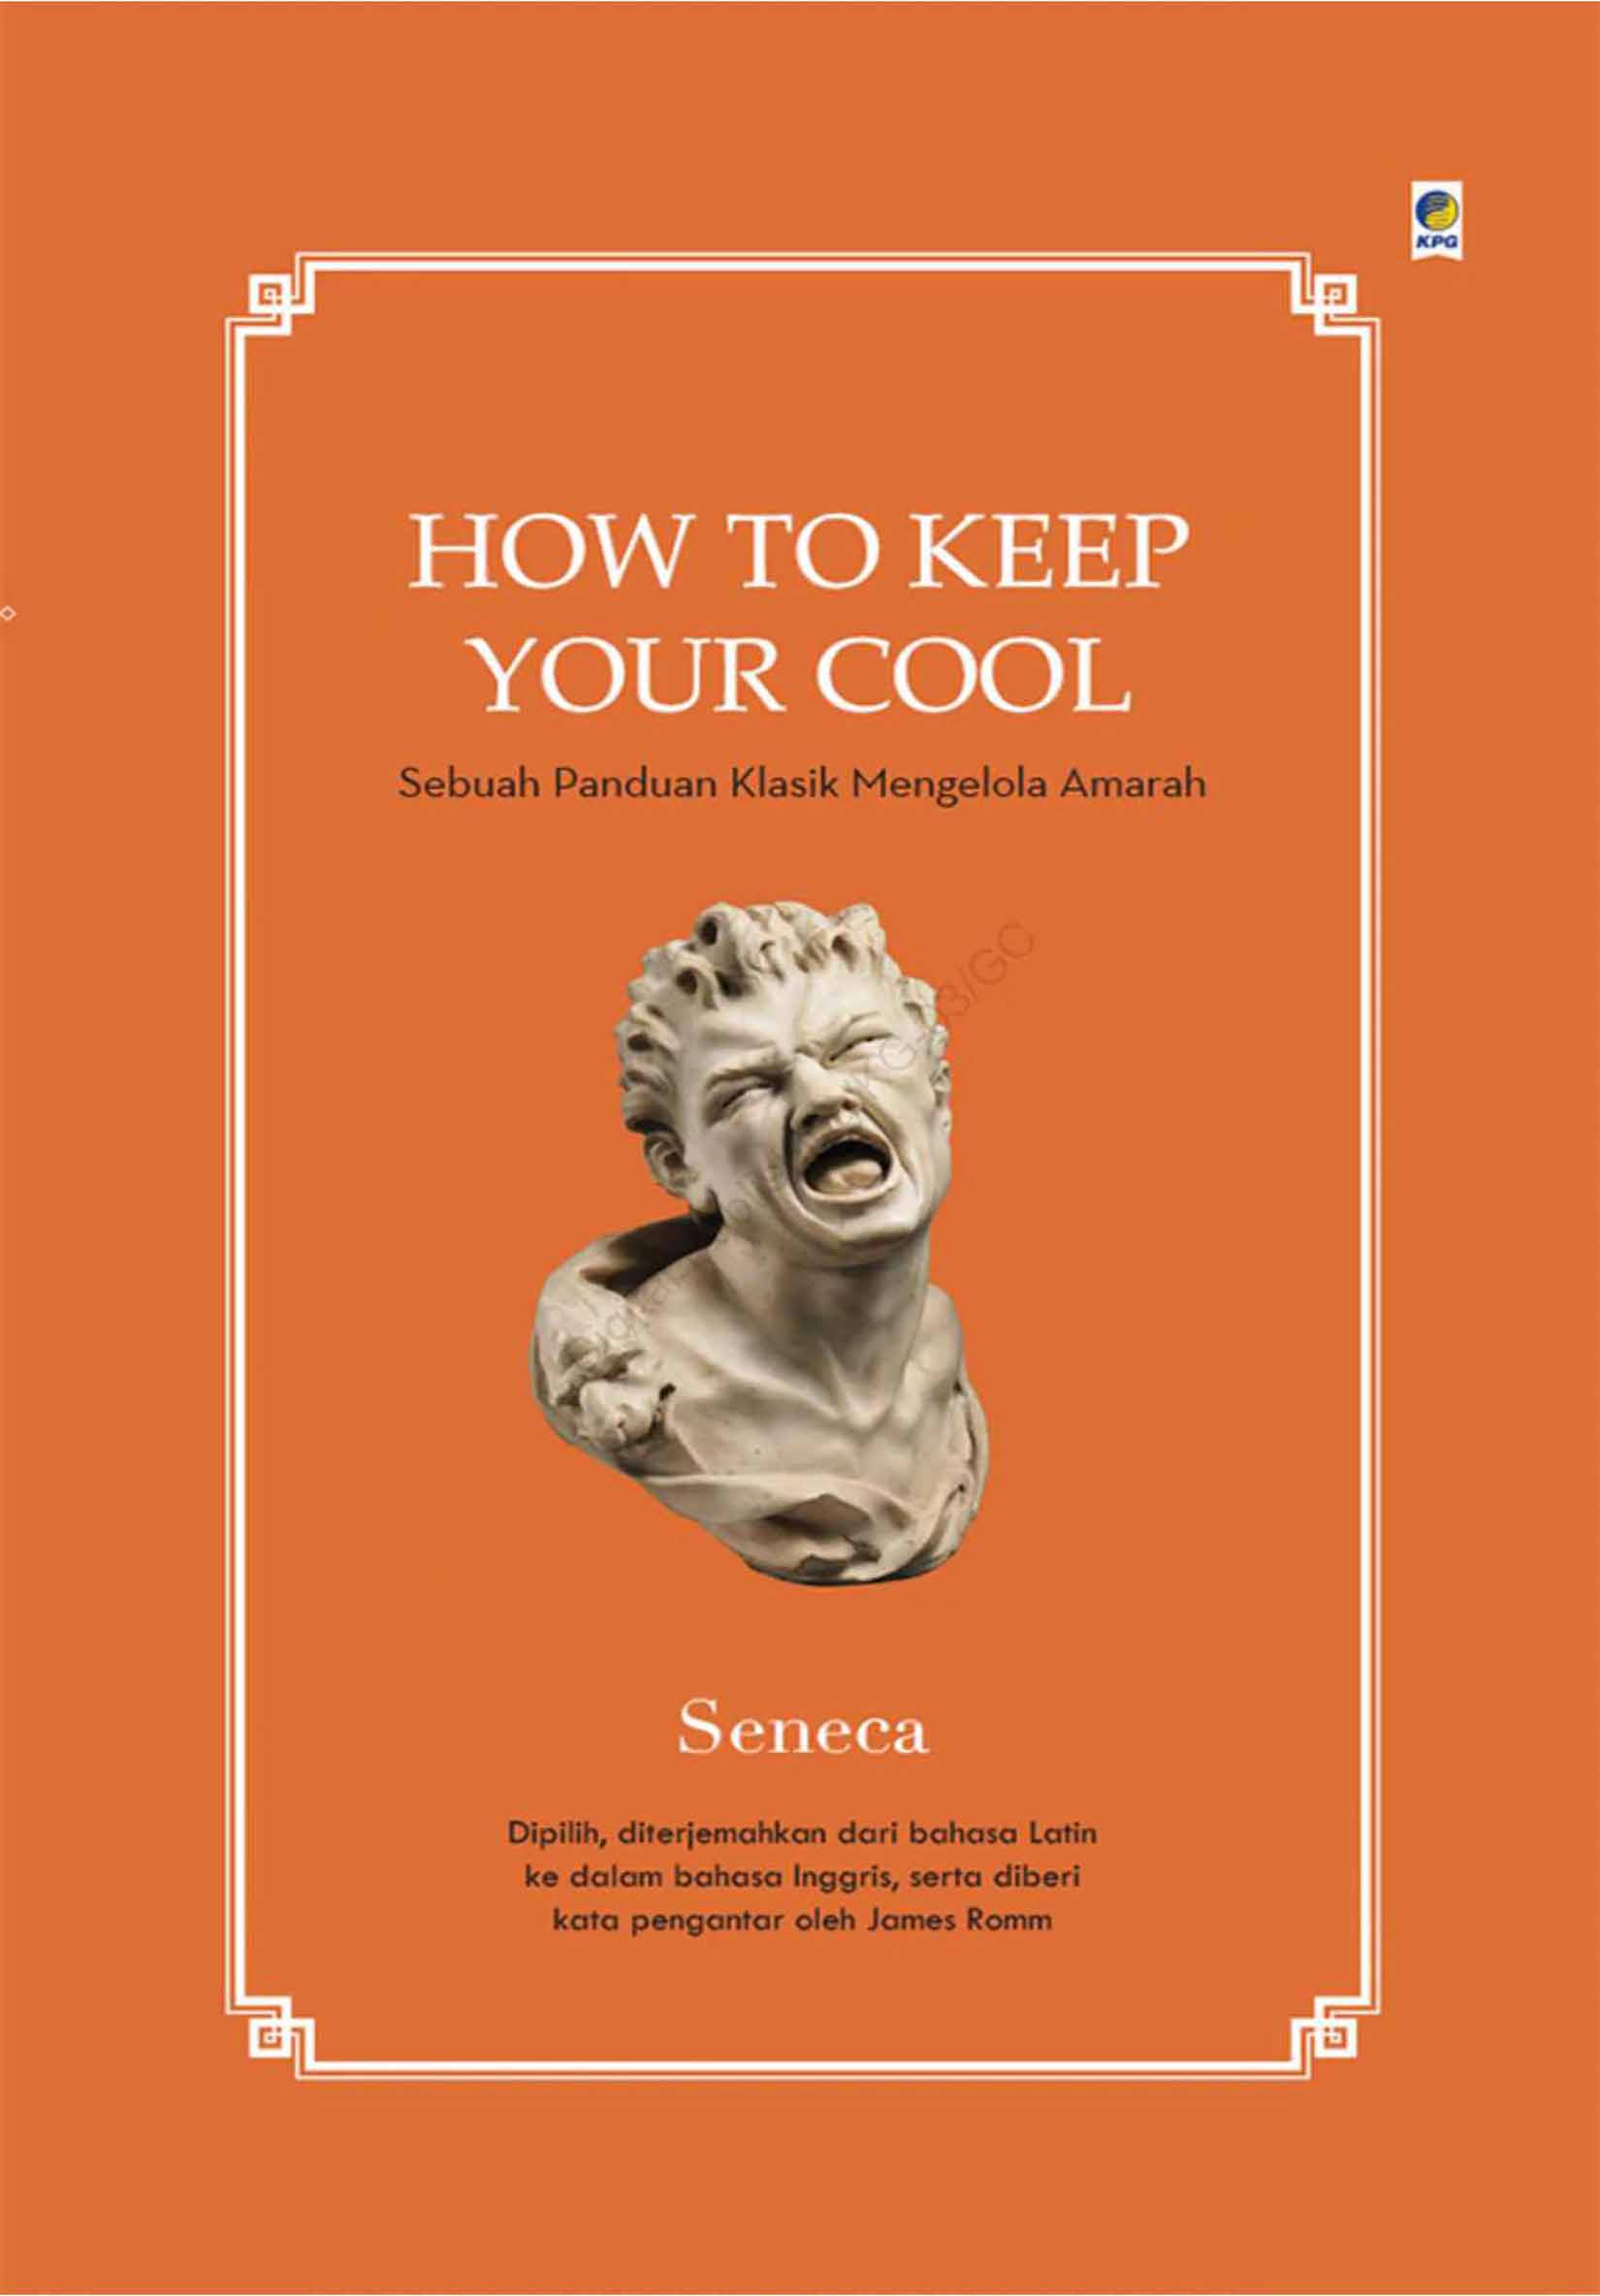 KPG
HOW TO KEEP
YOUR COOL
Sebuah Panduan Klasik Mengelola Amarah
Seneca
Dipilih, diterjemahkan dari bahasa Latin
ke dalam bahasa Inggris, serta diberi
kata pengantar oleh James Romm